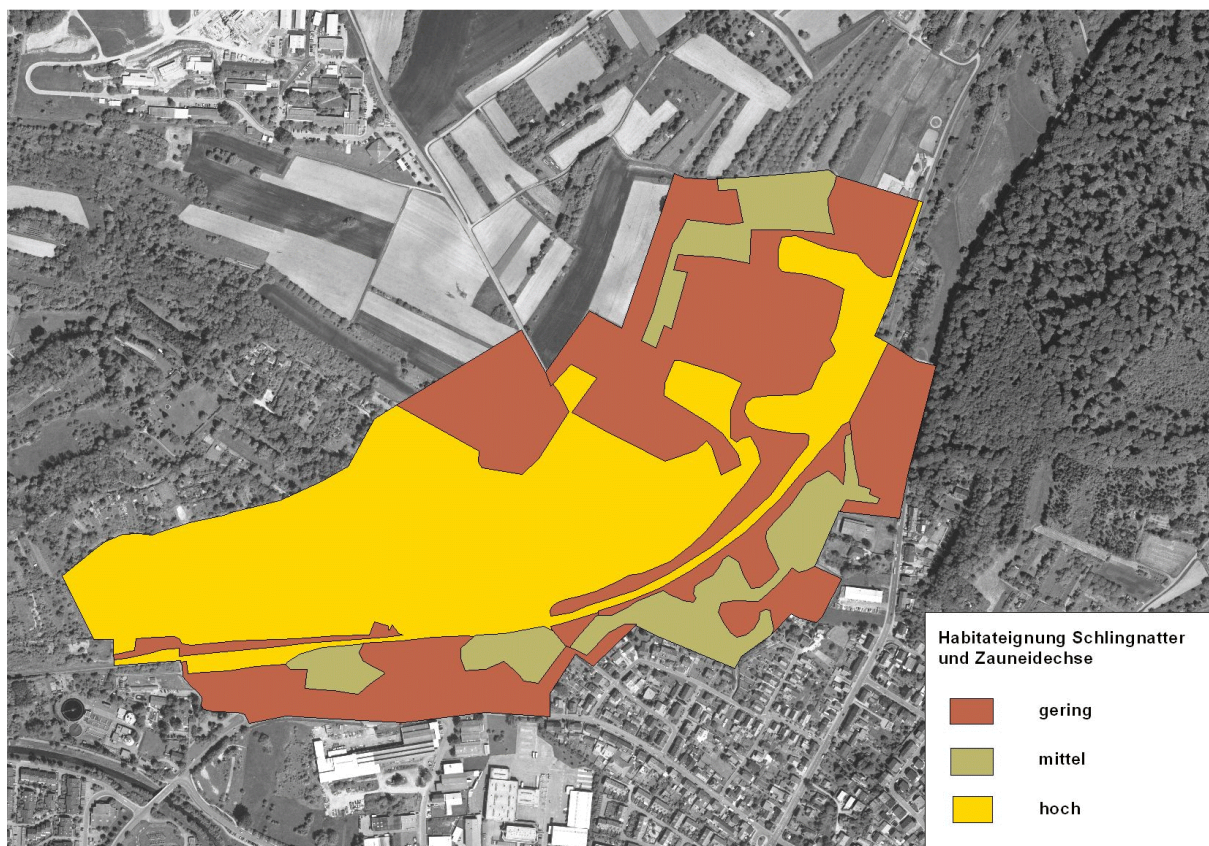 Habitateignung Schlingnatter
und Zauneidechse
gering
mittel
hoch